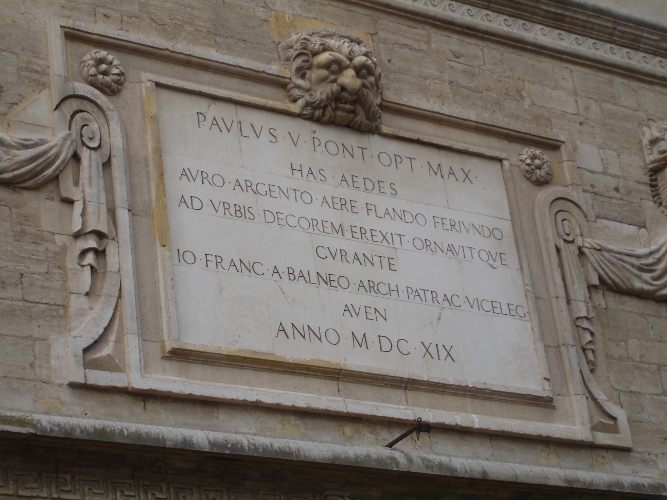 PAVLVS·V·PONT·OPT·MAX·
HAS·AEDES
AVRO·ARGENTO·AERE·FLANDO·FERIVNDO
AD·VRBIS·DECOREM·EREXIT·ORNAVITQVE
CVRANTE
IO·FRANC·A·BALNEO·ARCH·PATRAC·VICELEG·
AVEN
ANNO·M·DC·XIX